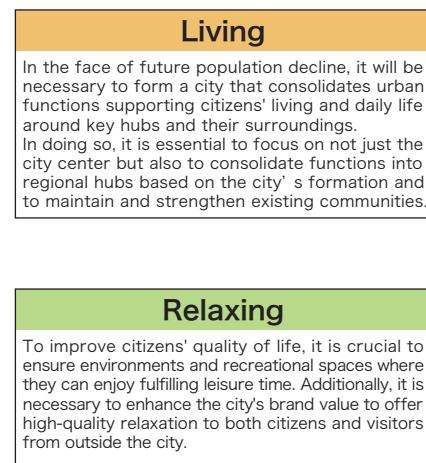 Living
In the face of future population decline, it will be
necessary to form a city that consolidates urban
functions supporting citizens' living and daily life
around key hubs and their surroundings.
In doing so, it is essential to focus on not just the
city center but also to consolidate functions into
regional hubs based on the city’ s formation and
to maintain and strengthen existing communities.
Relaxing
To improve citizens' quality of life, it is crucial to
ensure environments and recreational spaces where
they can enjoy fulfilling leisure time. Additionally, it is
necessary to enhance the city's brand value to offer
high-quality relaxation to both citizens and visitors
from outside the city.